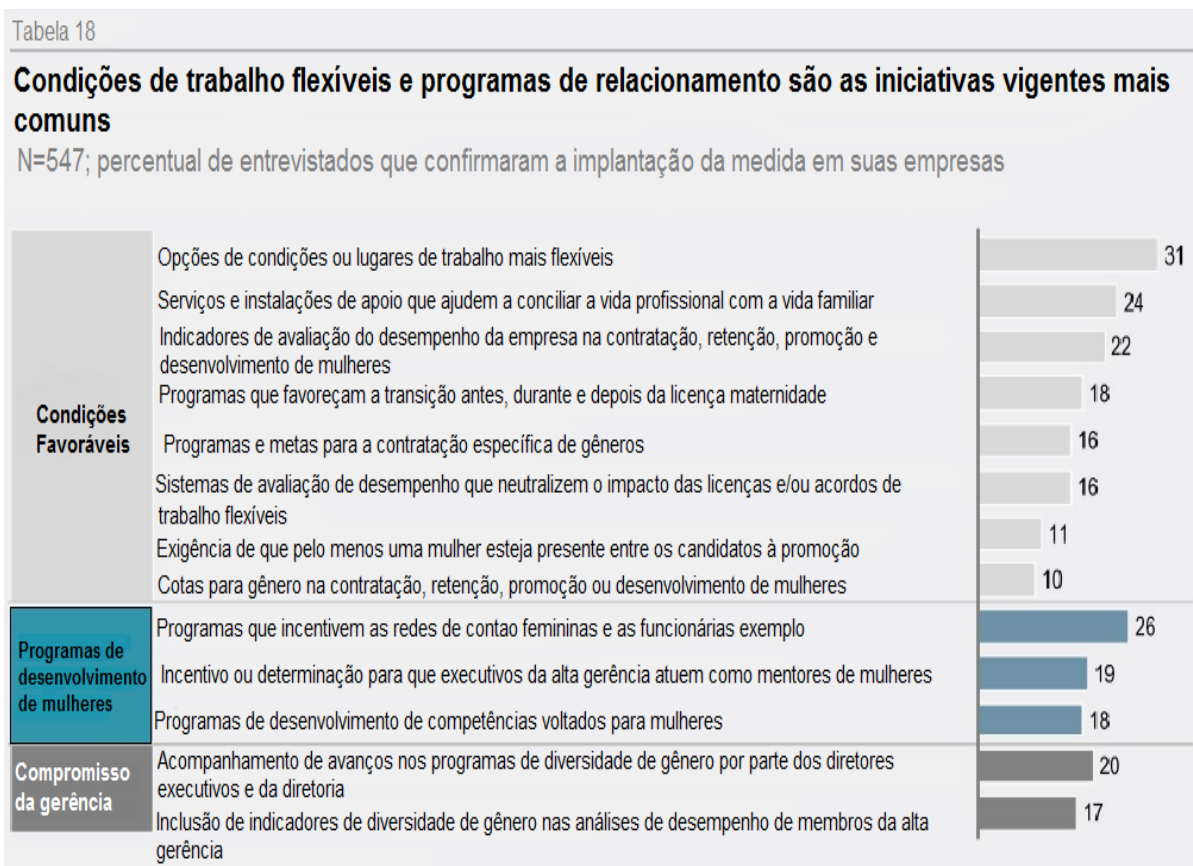 Tabela 18
Condições de trabalho flexíveis e programas de relacionamento são as iniciativas vigentes mais
comuns
N=547; percentual de entrevistados que confirmaram a implantação da medida em suas empresas
Condições
Favoráveis
Opções de condições ou lugares de trabalho mais flexíveis
31
Serviços e instalações de apoio que ajudem a conciliar a vida profissional com a vida familiar
24
Indicadores de avaliação do desempenho da empresa na contratação, retenção, promoção e
desenvolvimento de mulheres
22
Programas que favoreçam a transição antes, durante e depois da licença maternidade
18
Programas e metas para a contratação específica de gêneros
16
Sistemas de avaliação de desempenho que neutralizem o impacto das licenças e/ou acordos de
trabalho flexíveis
16
Exigência de que pelo menos uma mulher esteja presente entre os candidatos à promoção
11
Cotas para gênero na contratação, retenção, promoção ou desenvolvimento de mulheres
10
Programas de
desenvolvimento
de mulheres
Programas que incentivem as redes de contao femininas e as funcionárias exemplo
26
Incentivo ou determinação para que executivos da alta gerência atuem como mentores de mulheres
19
Programas de desenvolvimento de competências voltados para mulheres
18
Compromisso
da gerência
Acompanhamento de avanços nos programas de diversidade de gênero por parte dos diretores
executivos e da diretoria
20
Inclusão de indicadores de diversidade de gênero nas análises de desempenho de membros da alta
gerência
17